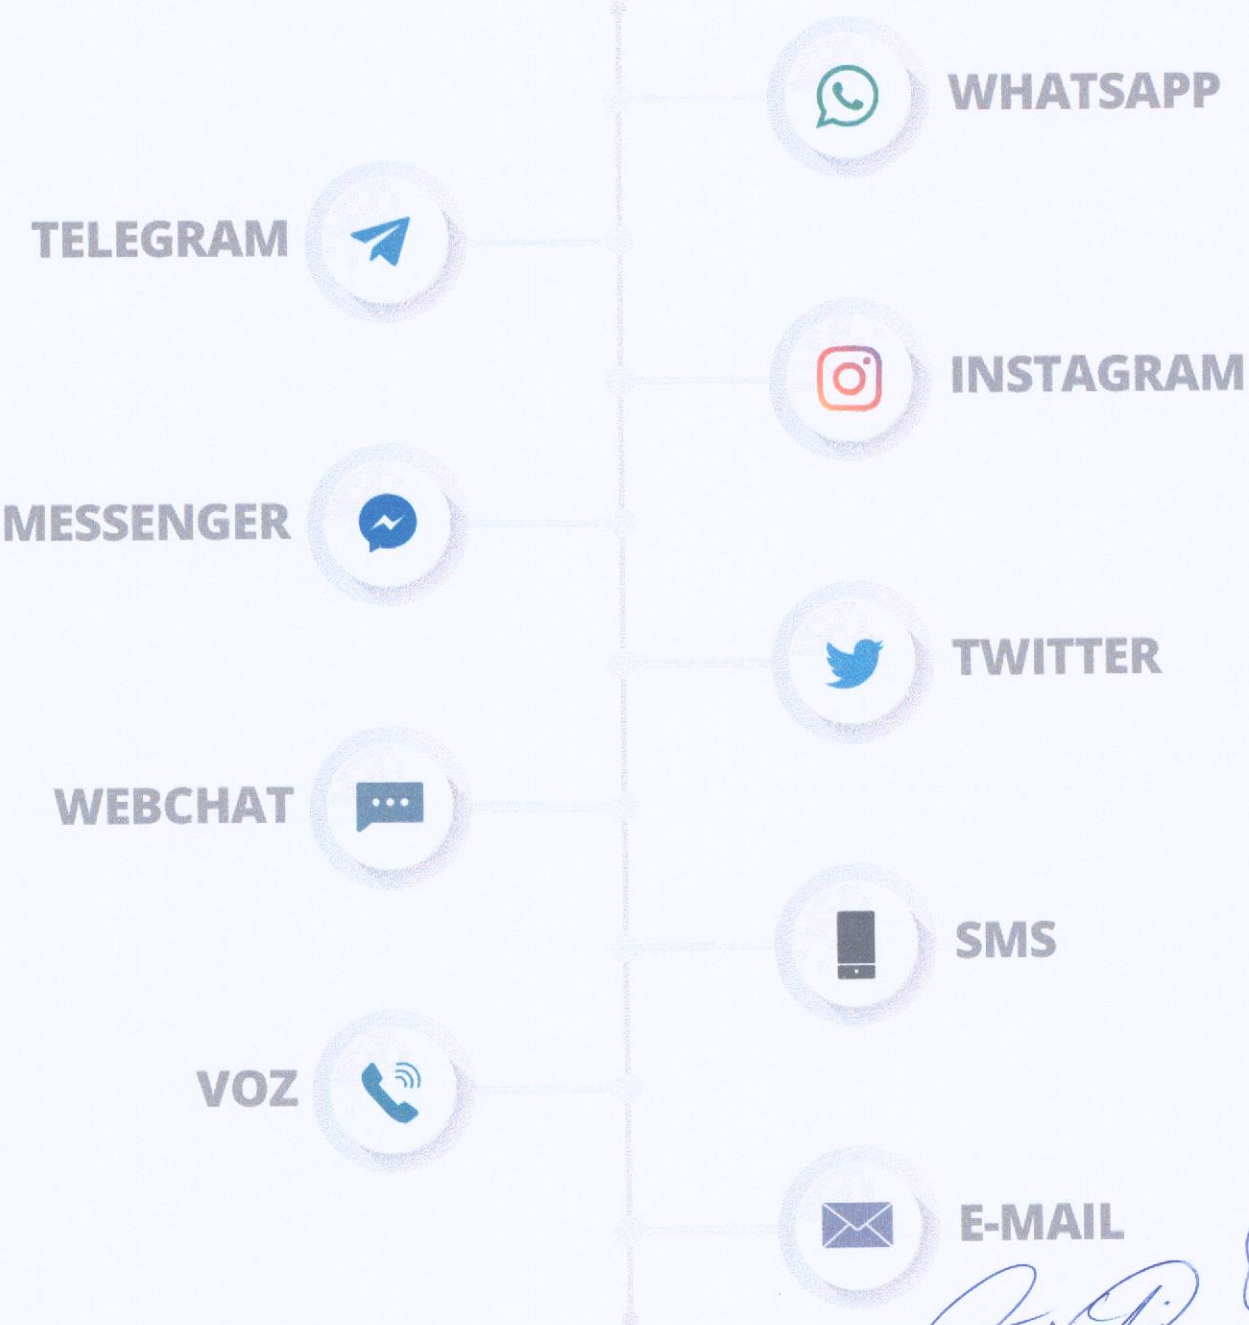 WHATSAPP
TELEGRAM
INSTAGRAM
MESSENGER
TWITTER
WEBCHAT
SMS
VOZ
E-MAIL